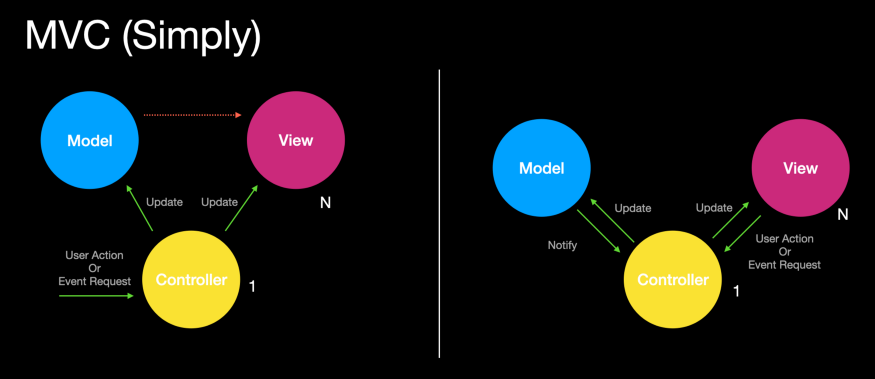 MVC (Simply)
Model
View
Update
Update
N
User Action
Or
Event Request
Controller
1
Model
View
Update
Update
N
Notify
User Action
Or
Event Request
Controller
1